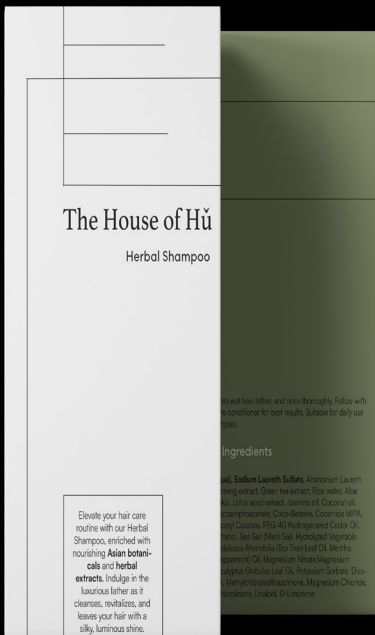 The House of Hǔ
Herbal Shampoo
Elevate your hair care
routine with our Herbal
Shampoo, enriched with
nourishing Asian botani-
cals and herbal
extracts. Indulge in the
luxurious lather as it
cleanses, revitalizes, and
leaves your hair with a
silky, luminous shine.
to wet hair, lather, and rinse thoroughly. Follow with
conditioner for best results. Suitable for daily use
types.
Ingredients
Sodium Laureth Sulfate, Ammonium Laureth
extract, Green tea extract, Rice water, Aloe
Lotus seed extract, Jasmine oil, Coconut oil,
Coco-Betaine, Cocamide MIPA,
Cocoate, PEG-40 Hydrogenated Castor Oil,
Sea Salt (Maris Sal), Hydrolyzed Vegetable
Alternifolia (Tea Tree) Leaf Oil, Mentha
Oil, Magnesium Nitrate, Magnesium
Globulus Leaf Oil, Potassium Sorbate,
Methylchloroisothiazolinone, Magnesium Chloride,
Linalool, D-Limonene.